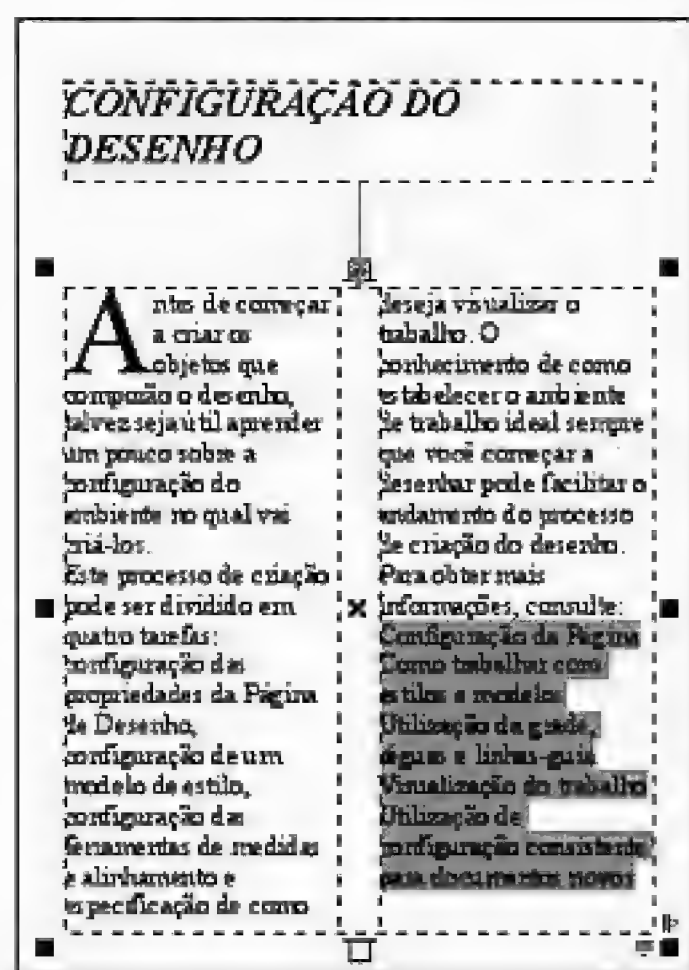 CONFIGURAÇÃO DO
DESENHO
Antes de começar
a criar os
objetos que
comporão o desenho,
talvez seja útil aprender
um pouco sobre a
configuração do
ambiente no qual vai
criá-los.
Este processo de criação
pode ser dividido em
quatro tarefas:
configuração das
propriedades da Página
de Desenho,
configuração de um
modelo de estilo,
configuração das
ferramentas de medidas
e alinhamento e
especificação de como
deseja visualizar o
trabalho. O
conhecimento de como
estabelecer o ambiente
de trabalho ideal sempre
que você começar a
desenhar pode facilitar o
andamento do processo
de criação do desenho.
Para obter mais
informações, consulte:
Configuração da Página
Como trabalhar com
estilos e modelos
Utilização da grade,
réguas e linhas-guia
Visualização do trabalho
Utilização de
configuração consistente
para documentos novos